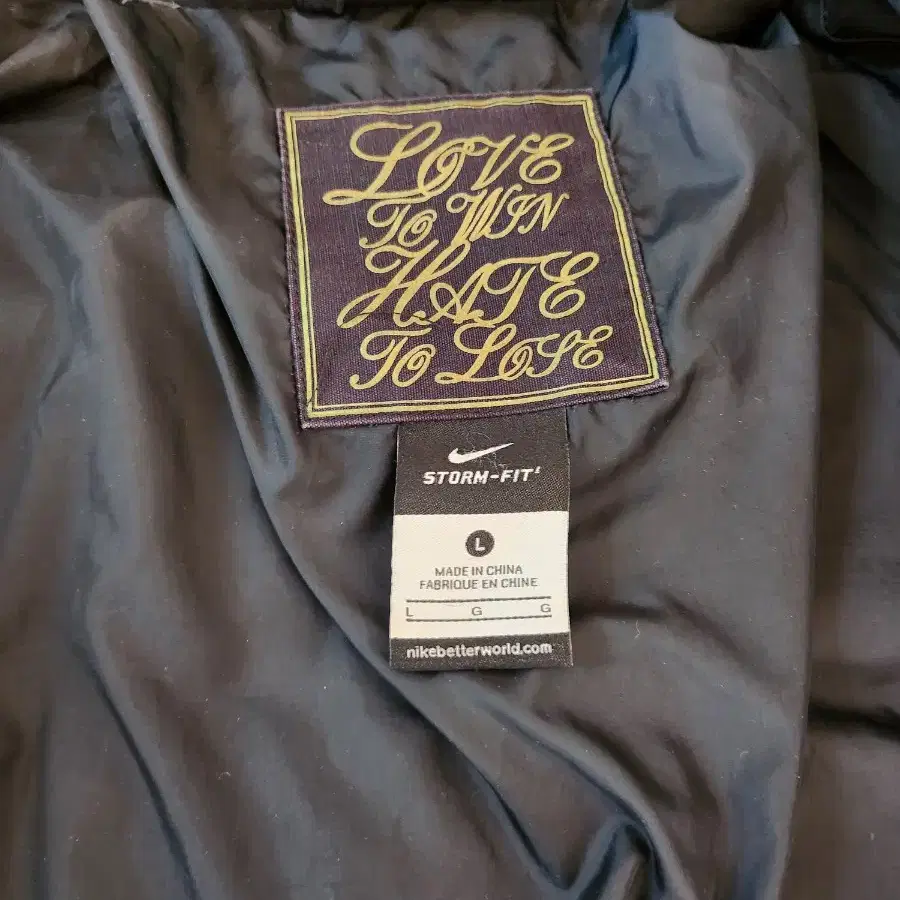 LOVE
TO WIN
HATE
TO LOSE
STORM-FIT
L
MADE IN CHINA
FABRIQUE EN CHINE
L G G
nikebetterworld.com